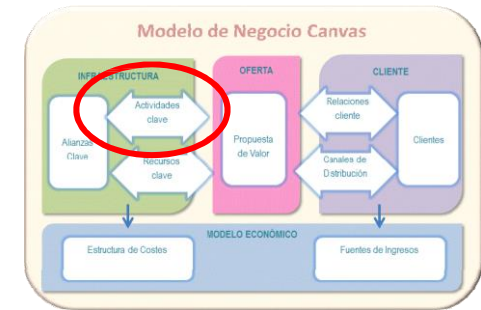 Modelo de Negocio Canvas
INFRAESTRUCTURA
OFERTA
CLIENTE
Actividades
clave
Alianzas
Clave
Recursos
clave
Propuesta
de Valor
Relaciones
cliente
Canales de
Distribución
Clientes
MODELO ECONÓMICO
Estructura de Costos
Fuentes de Ingresos